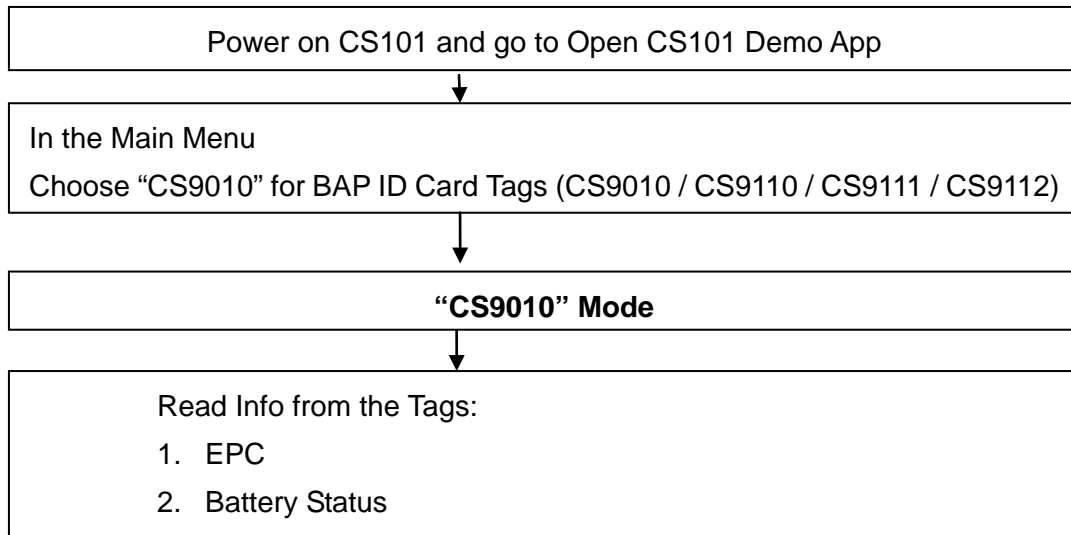 Power on CS101 and go to Open CS101 Demo App
In the Main Menu
Choose “CS9010” for BAP ID Card Tags (CS9010 / CS9110 / CS9111 / CS9112)
“CS9010” Mode
Read Info from the Tags:
1. EPC
2. Battery Status